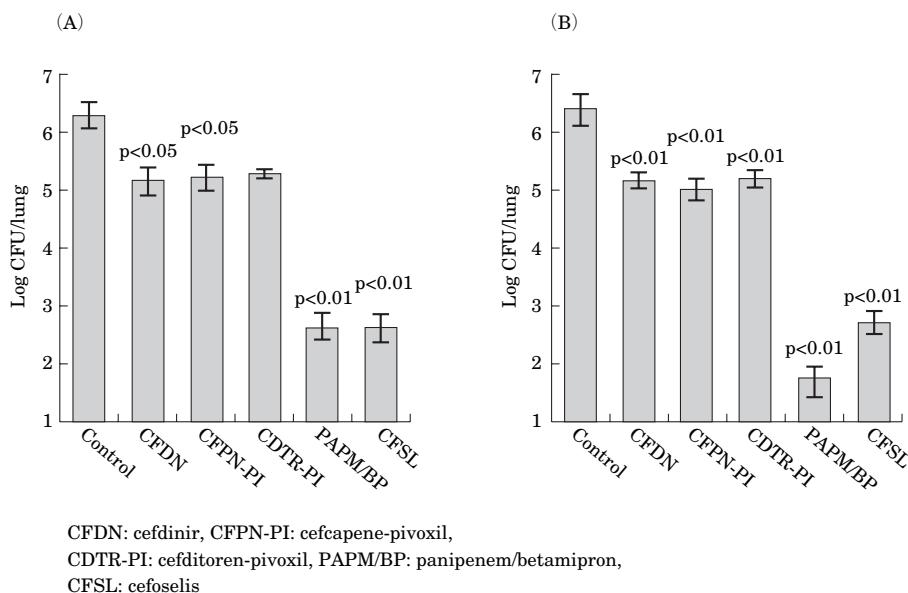 (A)
Log CFU/lung
7
6
5
4
3
2
1
p<0.05
p<0.05
p<0.01
p<0.01
Control
CFDN
CFPN-PI
CDTR-PI
PAPM/BP
CFSL
(B)
Log CFU/lung
7
6
5
4
3
2
1
p<0.01
p<0.01
p<0.01
p<0.01
p<0.01
Control
CFDN
CFPN-PI
CDTR-PI
PAPM/BP
CFSL
CFDN: cefdinir, CFPN-PI: cefcapene-pivoxil,
CDTR-PI: cefditoren-pivoxil, PAPM/BP: panipenem/betamipron,
CFSL: cefoselis